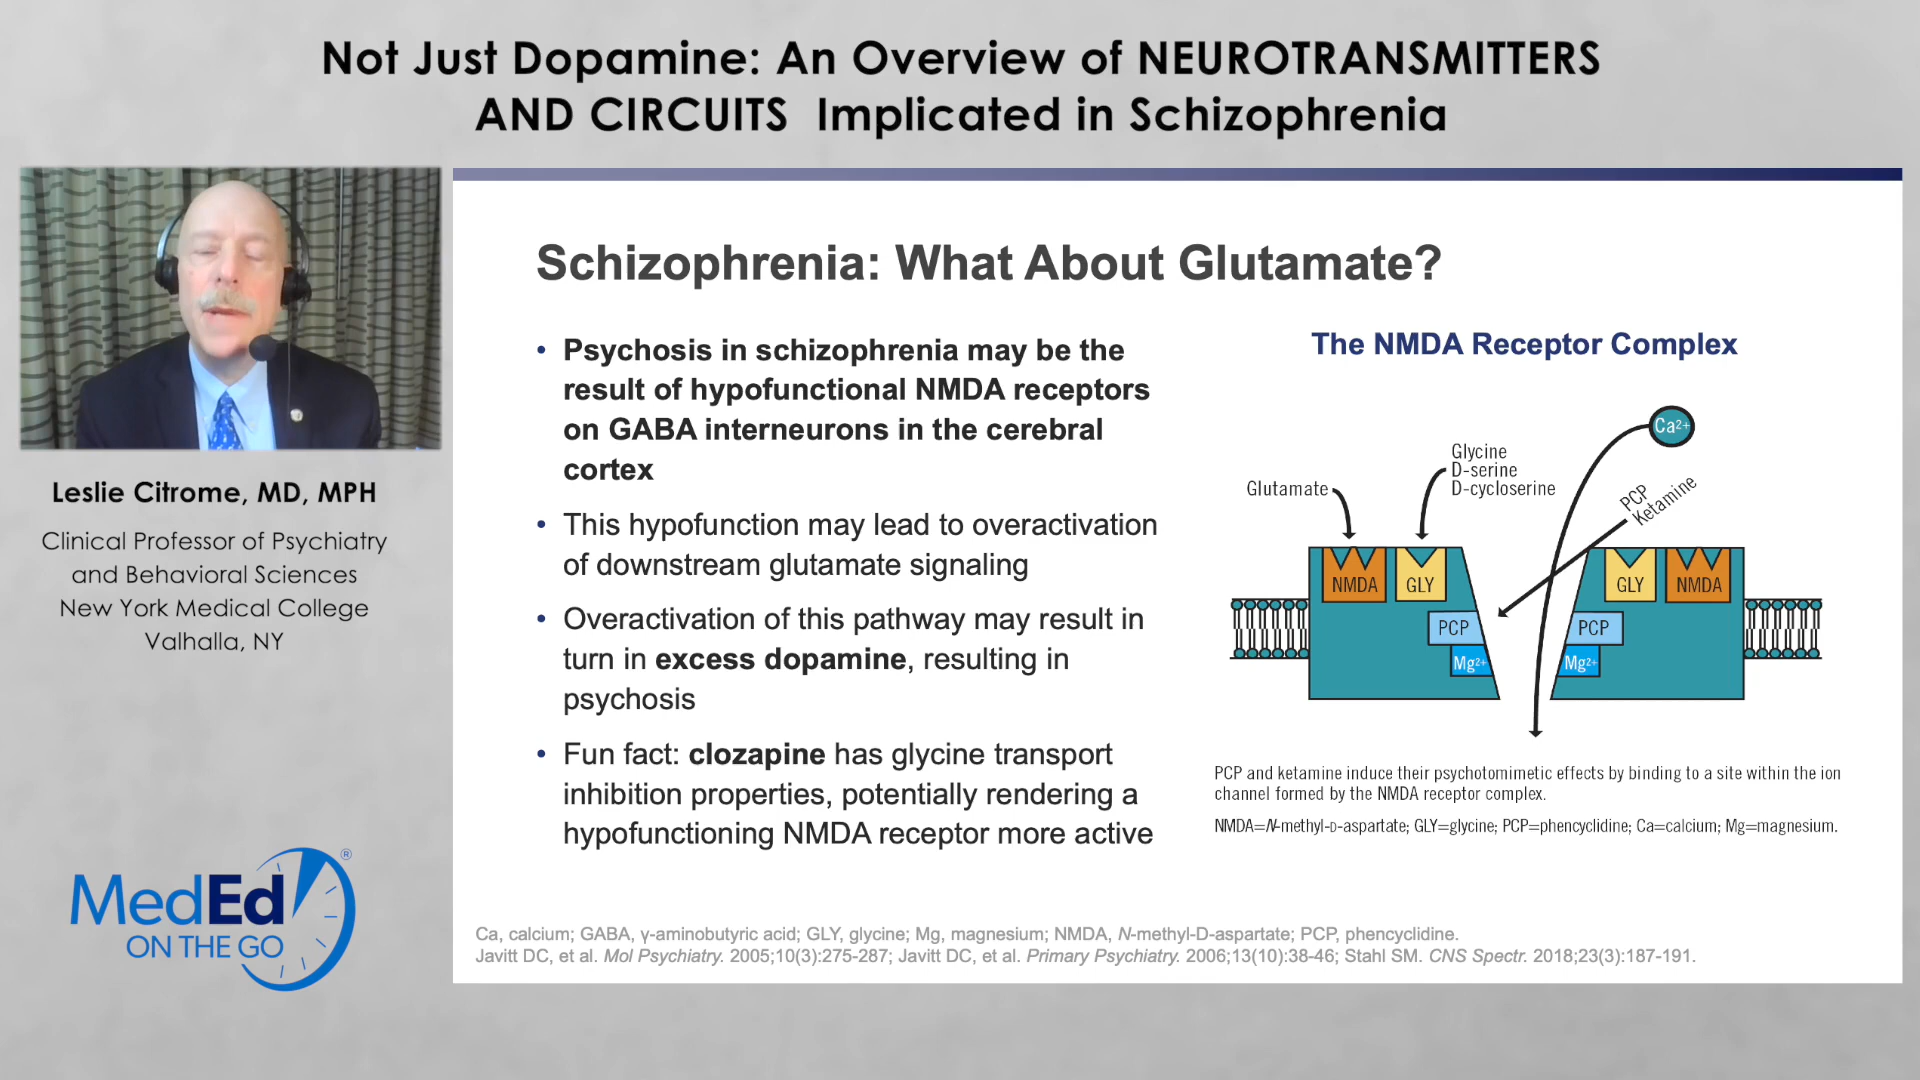 Not Just Dopamine: An Overview of NEUROTRANSMITTERS
AND CIRCUITS Implicated in Schizophrenia
Leslie Citrome, MD, MPH
Clinical Professor of Psychiatry
and Behavioral Sciences
New York Medical College
Valhalla, NY
MedEd®
ON THE GO
Schizophrenia: What About Glutamate?
• Psychosis in schizophrenia may be the
result of hypofunctional NMDA receptors
on GABA interneurons in the cerebral
cortex
• This hypofunction may lead to overactivation
of downstream glutamate signaling
• Overactivation of this pathway may result in
turn in excess dopamine, resulting in
psychosis
• Fun fact: clozapine has glycine transport
inhibition properties, potentially rendering a
hypofunctioning NMDA receptor more active
The NMDA Receptor Complex
Ca2+
Glycine
D-serine
D-cycloserine
Glutamate
PCP
Ketamine
NMDA GLY GLY NMDA
PCP PCP
Mg2+ Mg2+
PCP and ketamine induce their psychotomimetic effects by binding to a site within the ion
channel formed by the NMDA receptor complex.
NMDA=N-methyl-D-aspartate; GLY=glycine; PCP=phencyclidine; Ca=calcium; Mg=magnesium.
Ca, calcium; GABA, γ-aminobutyric acid; GLY, glycine; Mg, magnesium; NMDA, N-methyl-D-aspartate; PCP, phencyclidine.
Javitt DC, et al. Mol Psychiatry. 2005;10(3):275-287; Javitt DC, et al. Primary Psychiatry. 2006;13(10):38-46; Stahl SM. CNS Spectr. 2018;23(3):187-191.